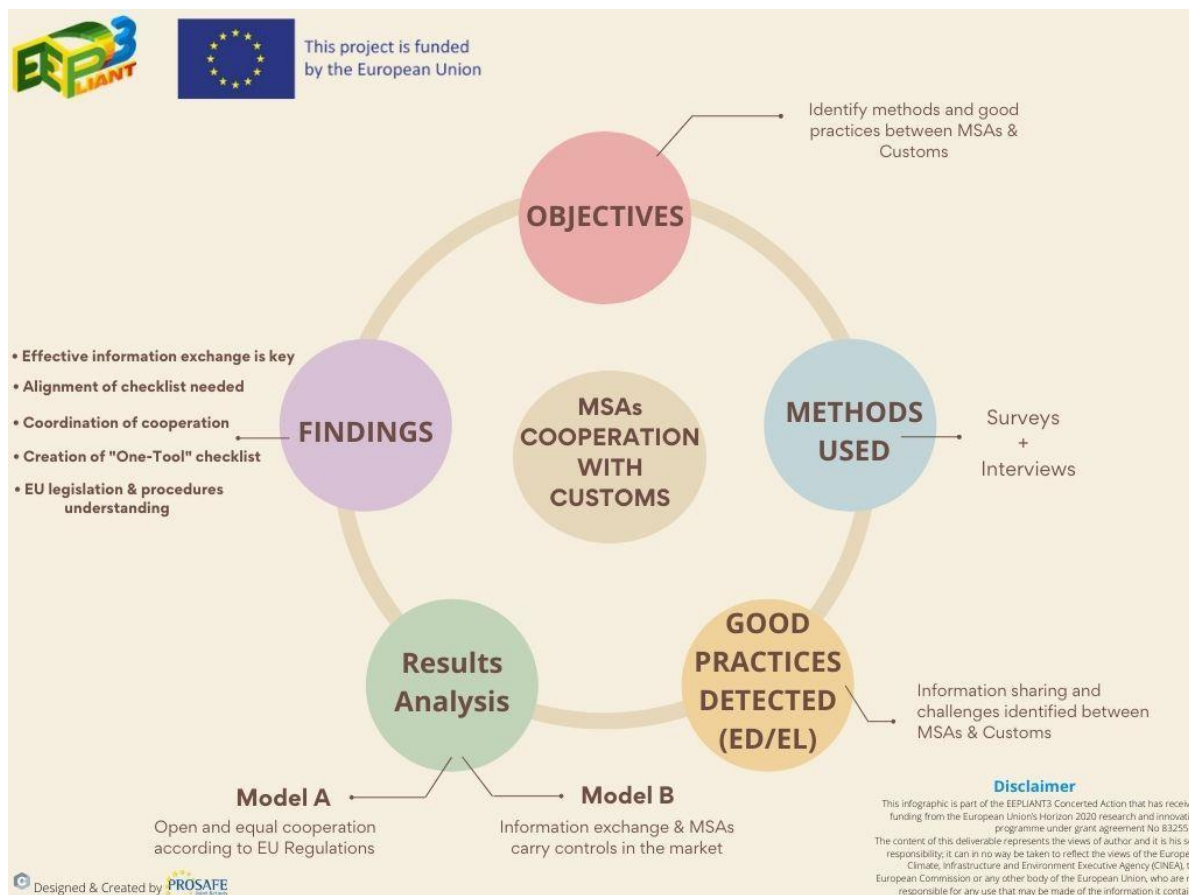 EEP3
LIANT
This project is funded
by the European Union
Identify methods and good
practices between MSAs &
Customs
OBJECTIVES
• Effective information exchange is key
• Alignment of checklist needed
• Coordination of cooperation
• Creation of "One-Tool" checklist
• EU legislation & procedures
understanding
FINDINGS
MSAs
COOPERATION
WITH
CUSTOMS
METHODS
USED
Surveys
+
Interviews
Results
Analysis
GOOD
PRACTICES
DETECTED
(ED/EL)
Information sharing and
challenges identified between
MSAs & Customs
Model A
Open and equal cooperation
according to EU Regulations
Model B
Information exchange & MSAs
carry controls in the market
Disclaimer
This infographic is part of the EEPLIANT3 Concerted Action that has receiv
funding from the European Union's Horizon 2020 research and innovati
programme under grant agreement No 83255
The content of this deliverable represents the views of author and it is his s
responsibility; it can in no way be taken to reflect the views of the Europe
Climate, Infrastructure and Environment Executive Agency (CINEA), t
European Commission or any other body of the European Union, who are n
responsible for any use that may be made of the information it contai
Designed & Created by PROSAFE